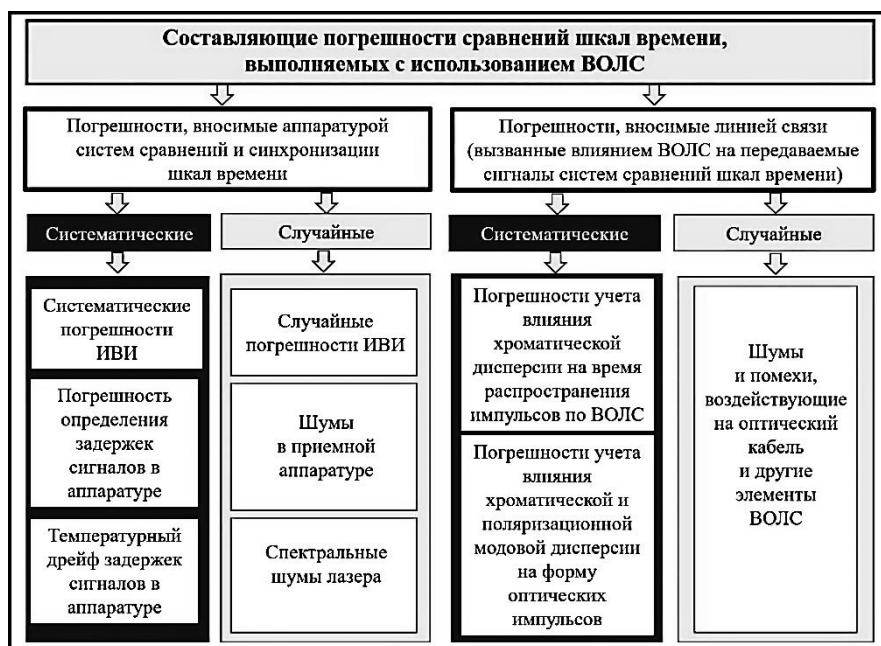 Составляющие погрешности сравнений шкал времени,
выполняемых с использованием ВОЛС
Погрешности, вносимые аппаратурой
систем сравнений и синхронизации
шкал времени
Погрешности, вносимые линией связи
(вызванные влиянием ВОЛС на передаваемые
сигналы систем сравнений шкал времени)
Систематические
Случайные
Систематические
Случайные
Систематические
погрешности
ИВИ
Погрешность
определения
задержек
сигналов в
аппаратуре
Температурный
дрейф задержек
сигналов в
аппаратуре
Случайные
погрешности ИВИ
Шумы
в приемной
аппаратуре
Спектральные
шумы лазера
Погрешности учета
влияния
хроматической
дисперсии на время
распространения
импульсов по ВОЛС
Погрешности учета
влияния
хроматической и
поляризационной
модовой дисперсии
на форму
оптических
импульсов
Шумы
и помехи,
воздействующие
на оптический
кабель
и другие
элементы
ВОЛС